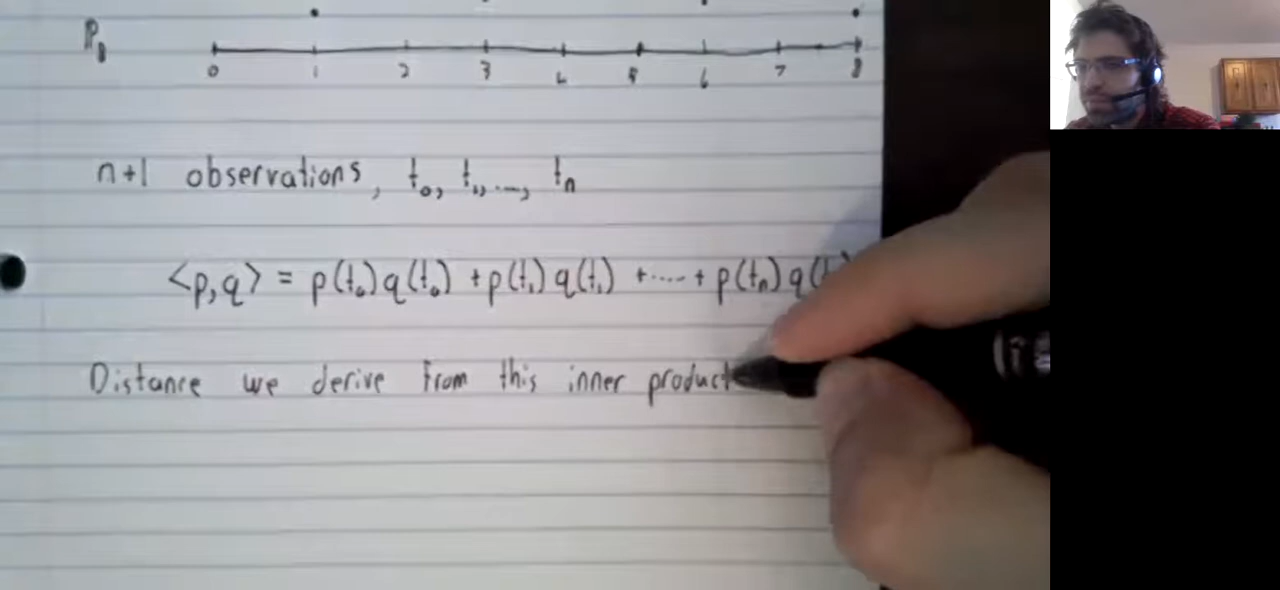 P₀
0 1 2 3 4 5 6 7 8
n+1 observations, t₀, t₁, ..., tₙ
<p,q> = p(t₀)q(t₀) + p(t₁)q(t₁) + ..... + p(tₙ)q(t
Distance we derive from this inner product